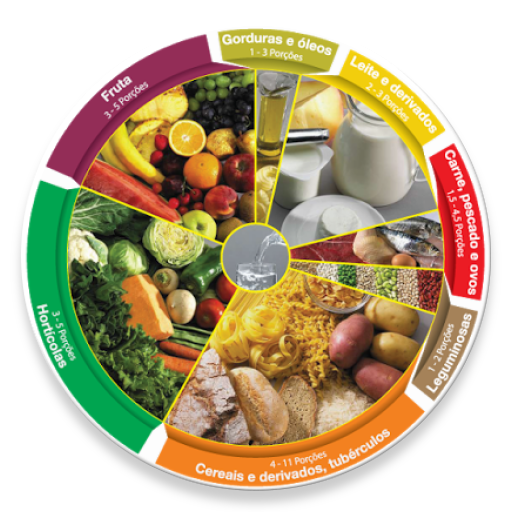 Gorduras e óleos
1 - 3 Porções
Leite e derivados
2 - 3 Porções
Carne, pescado e ovos
1,5 - 4,5 Porções
Leguminosas
1 - 2 Porções
Cereais e derivados, tubérculos
4 - 11 Porções
Hortícolas
3 - 5 Porções
Fruta
3 - 5 Porções